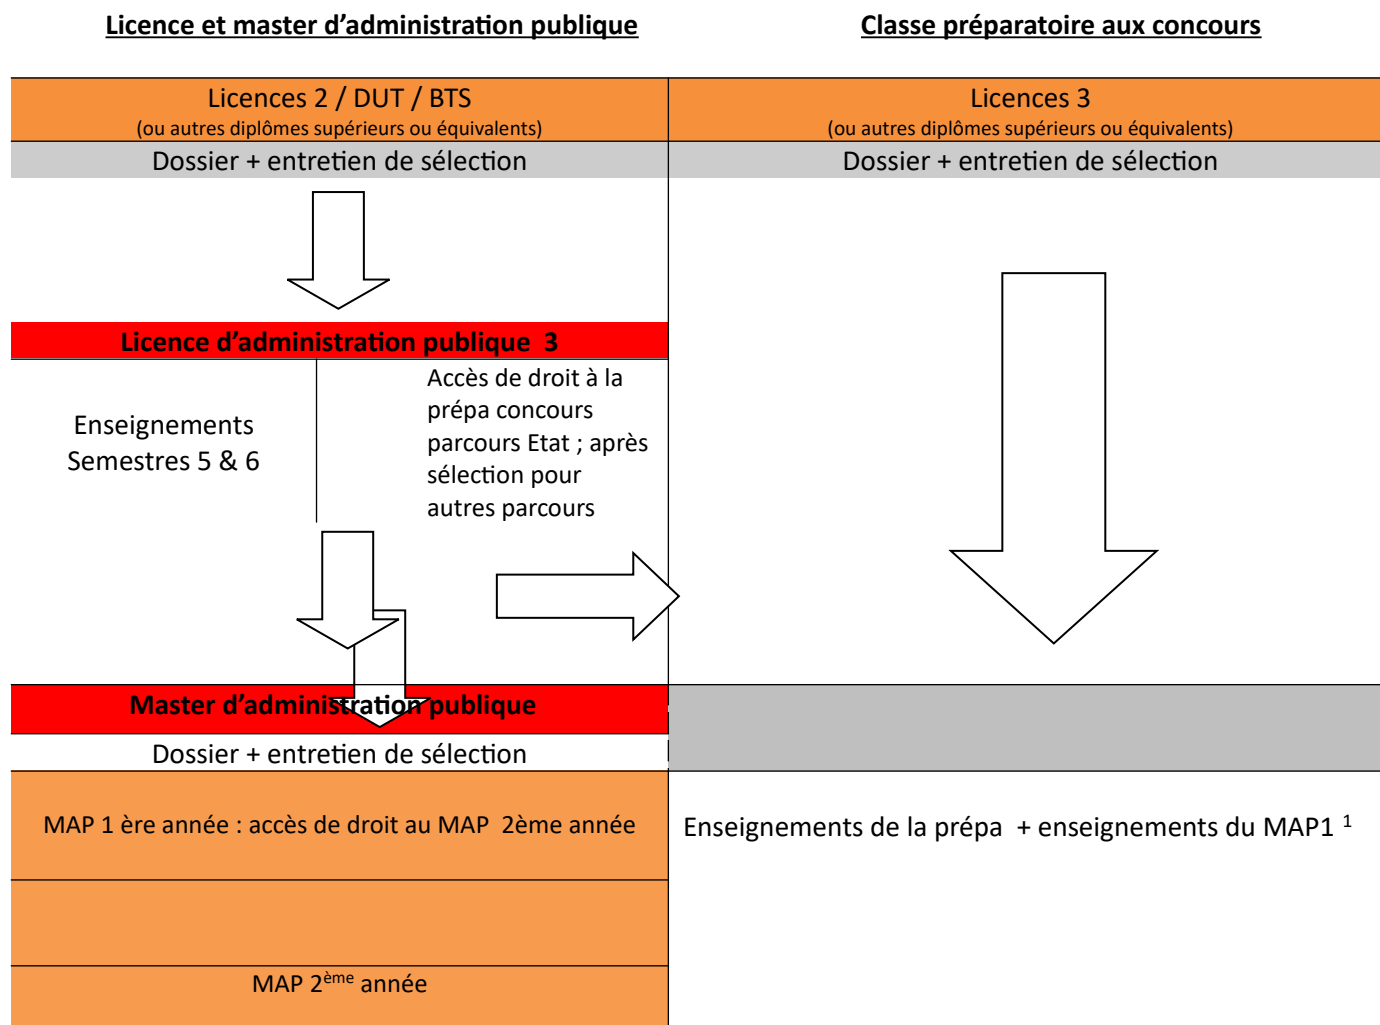 Licence et master d’administration publique
Classe préparatoire aux concours
Licences 2 / DUT / BTS
(ou autres diplômes supérieurs ou équivalents)
Licences 3
(ou autres diplômes supérieurs ou équivalents)
Dossier + entretien de sélection
Dossier + entretien de sélection
Licence d’administration publique 3
Enseignements
Semestres 5 & 6
Accès de droit à la
prépa concours
parcours Etat ; après
sélection pour
autres parcours
Master d’administration publique
Dossier + entretien de sélection
MAP 1 ère année : accès de droit au MAP 2ème année
Enseignements de la prépa + enseignements du MAP1 ¹
MAP 2ème année